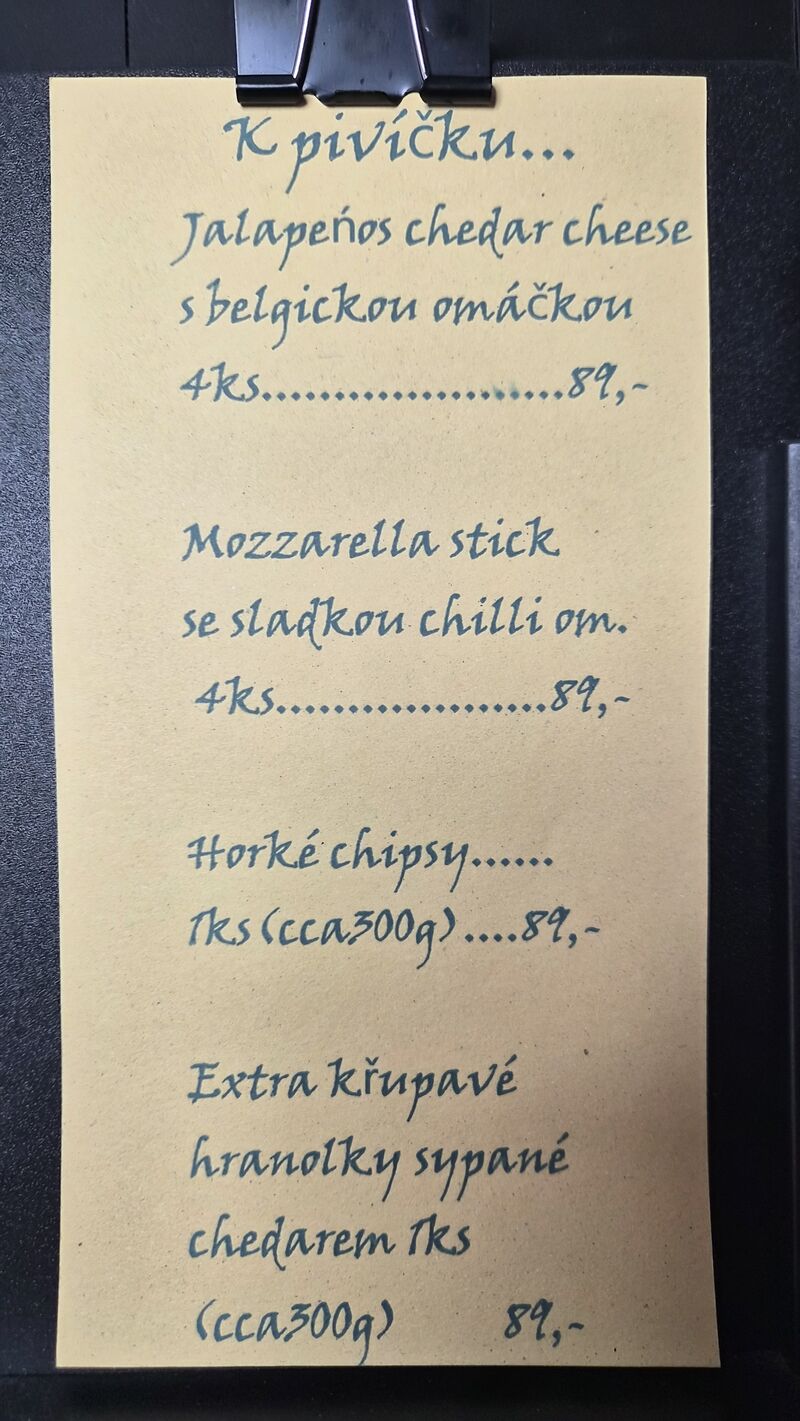 K pivíčku...
Jalapeńos chedar cheese
s belgickou omáčkou
4ks.....................89,-
Mozzarella stick
se sladkou chilli om.
4ks...................89,-
Horké chipsy......
1ks (cca300g) ....89,-
Extra křupavé
hranolky sypané
chedarem 1ks
(cca300g) 89,-